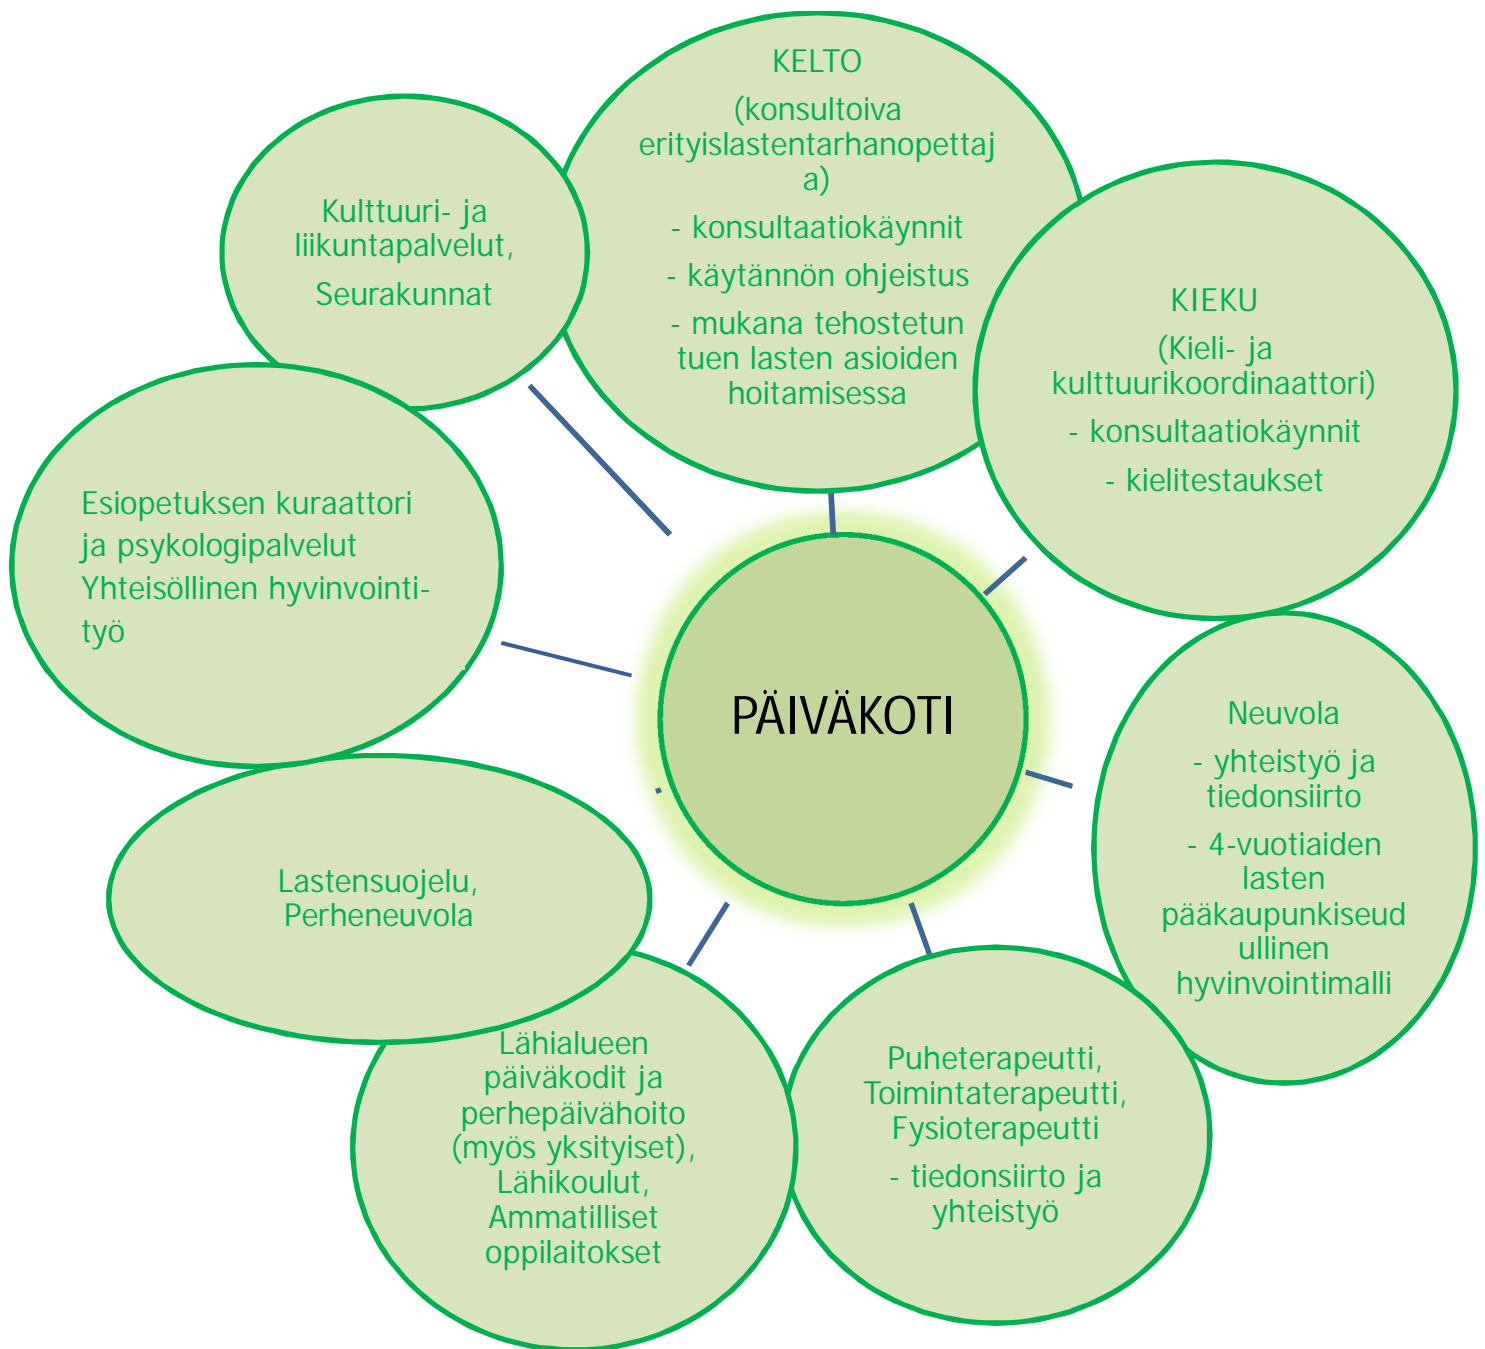 KELTO
(konsultoiva
erityislastentarhanopettaj
a)
- konsultaatiokäynnit
- käytännön ohjeistus
- mukana tehostetun
tuen lasten asioiden
hoitamisessa
KIEKU
(Kieli- ja
kulttuurikoordinaattori)
- konsultaatiokäynnit
- kielitestaukset
Neuvola
- yhteistyö ja
tiedonsiirto
- 4-vuotiaiden
lasten
pääkaupunkiseud
ullinen
hyvinvointimalli
Puheterapeutti,
Toimintaterapeutti,
Fysioterapeutti
- tiedonsiirto ja
yhteistyö
Lähialueen
päiväkodit ja
perhepäivähoito
(myös yksityiset),
Lähikoulut,
Ammatilliset
oppilaitokset
Lastensuojelu,
Perheneuvola
Esiopetuksen kuraattori
ja psykologipalvelut
Yhteisöllinen hyvinvointi-
työ
Kulttuuri- ja
liikuntapalvelut,
Seurakunnat
PÄIVÄKOTI